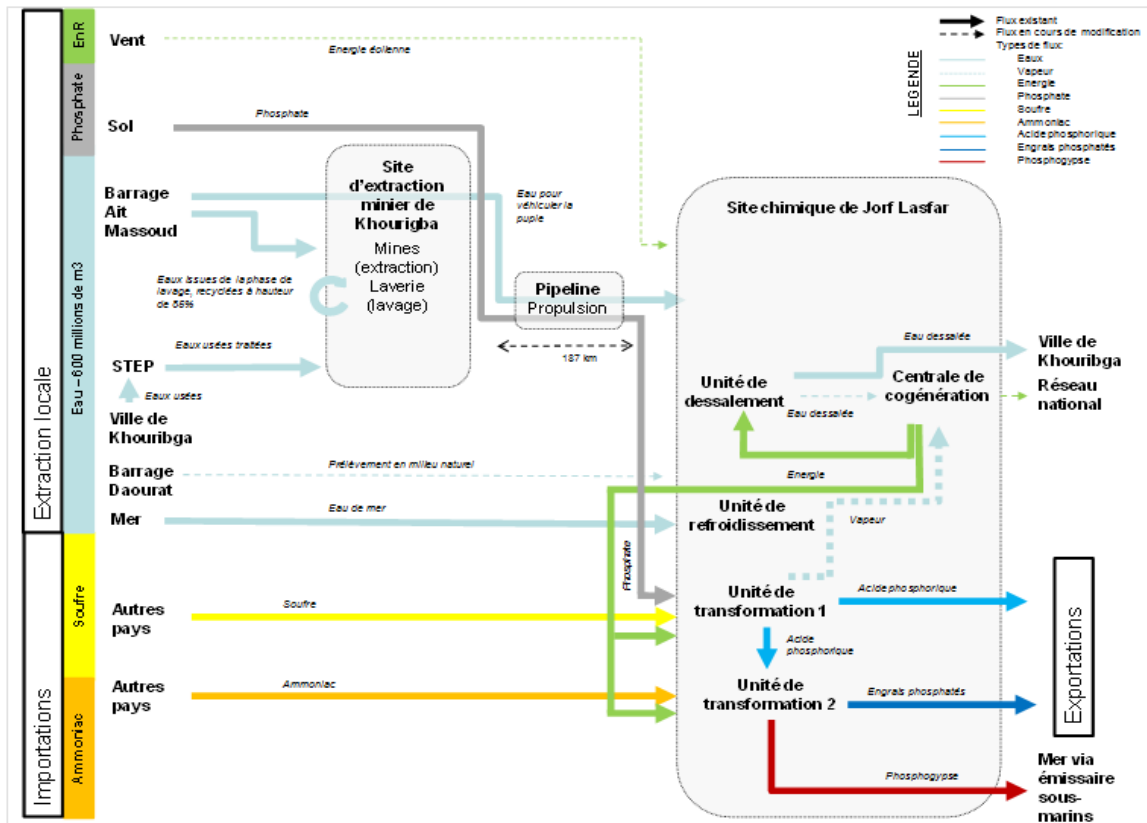 Extraction locale
Importations
EnR
Phosphate
Eau – 600 millions de m3
Soufre
Ammoniac
Vent
Energie éolienne
Sol
Phosphate
Barrage
Ait
Massoud
Site
d'extraction
minier de
Khourigba
Mines
(extraction)
Laverie
(lavage)
Eaux issues de la phase de
lavage, recyclées à hauteur
Eau pour
véhiculer la
Pipeline
Propulsion
187 km
STEP
Eaux usées traitées
Eaux usées
Ville de
Khouribga
Barrage
Daourat
Prélèvement en milieu naturel
Mer
Eau de mer
Autres
pays
Soufre
Autres
pays
Ammoniac
Phosphate
Site chimique de Jorf Lasfar
Unité de
dessalement
Eau dessalée
Eau dessalée
Centrale de
cogénération
Energie
Unité de
refroidissement
Vapeur
Unité de
transformation 1
Acide phosphorique
Acide
phosphorique
Unité de
transformation 2
Engrais phosphatés
Phosphogypse
Ville de
Khouribga
Réseau
national
Exportations
Mer via
émissaire
sous-
marins
LEGENDE
Flux existant
Flux en cours de modification
Types de flux:
Eaux
Vapeur
Energie
Phosphate
Soufre
Ammoniac
Acide phosphorique
Engrais phosphatés
Phosphogypse